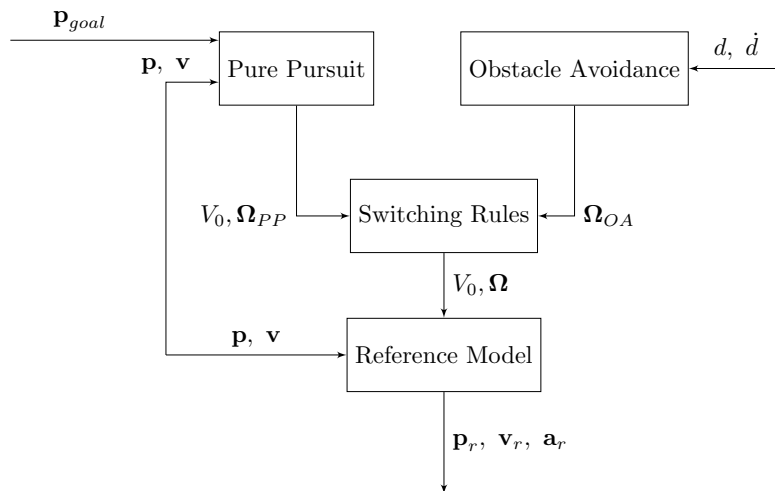 p_goal
p, v
Pure Pursuit
Obstacle Avoidance
d, ḋ
V_0, Ω_PP
Switching Rules
Ω_OA
V_0, Ω
p, v
Reference Model
p_r, v_r, a_r